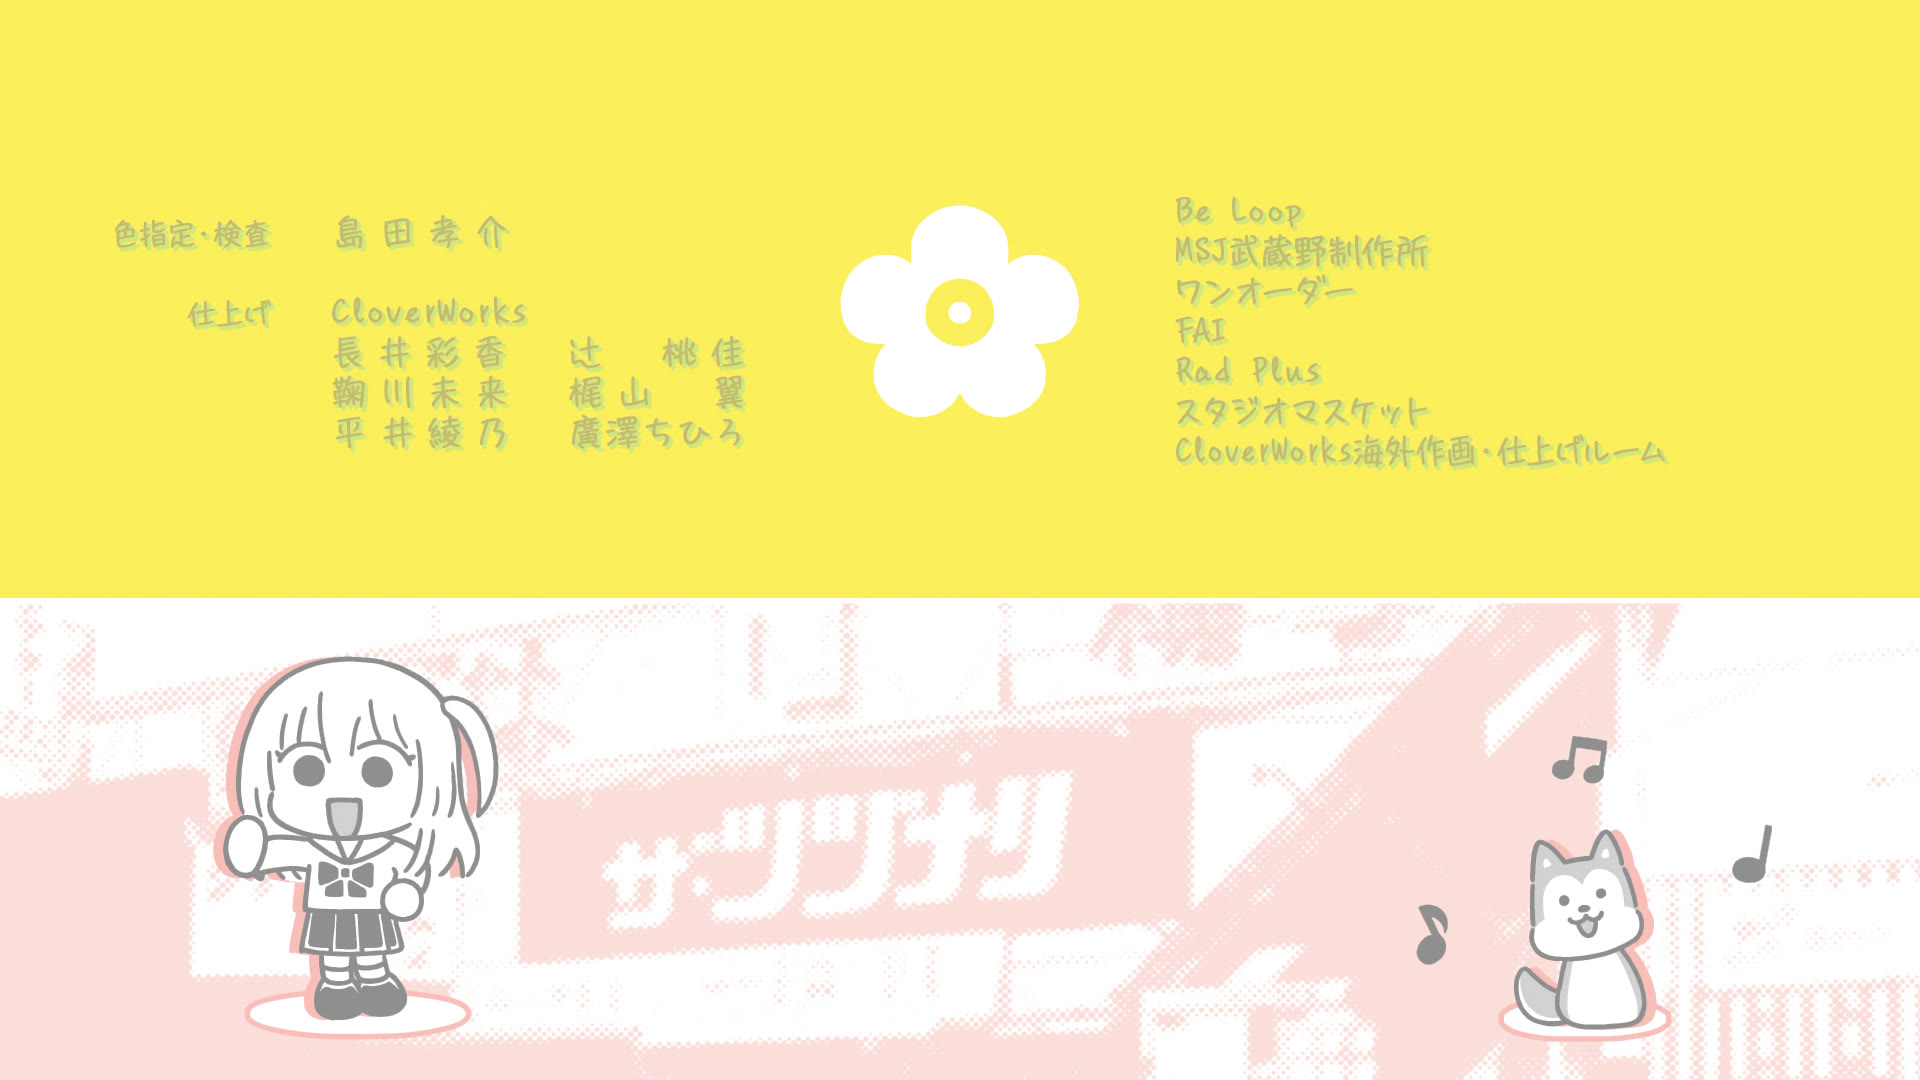 色指定・検査 島田孝介
仕上げ CloverWorks
長井彩香 辻 桃佳
鞠川未来 梶山 翼
平井綾乃 廣澤ちひろ
Be Loop
MSJ武蔵野制作所
ワンオーダー
FAI
Rad Plus
スタジオマスケット
CloverWorks海外作画・仕上げルーム
ザ・ツヅナリ